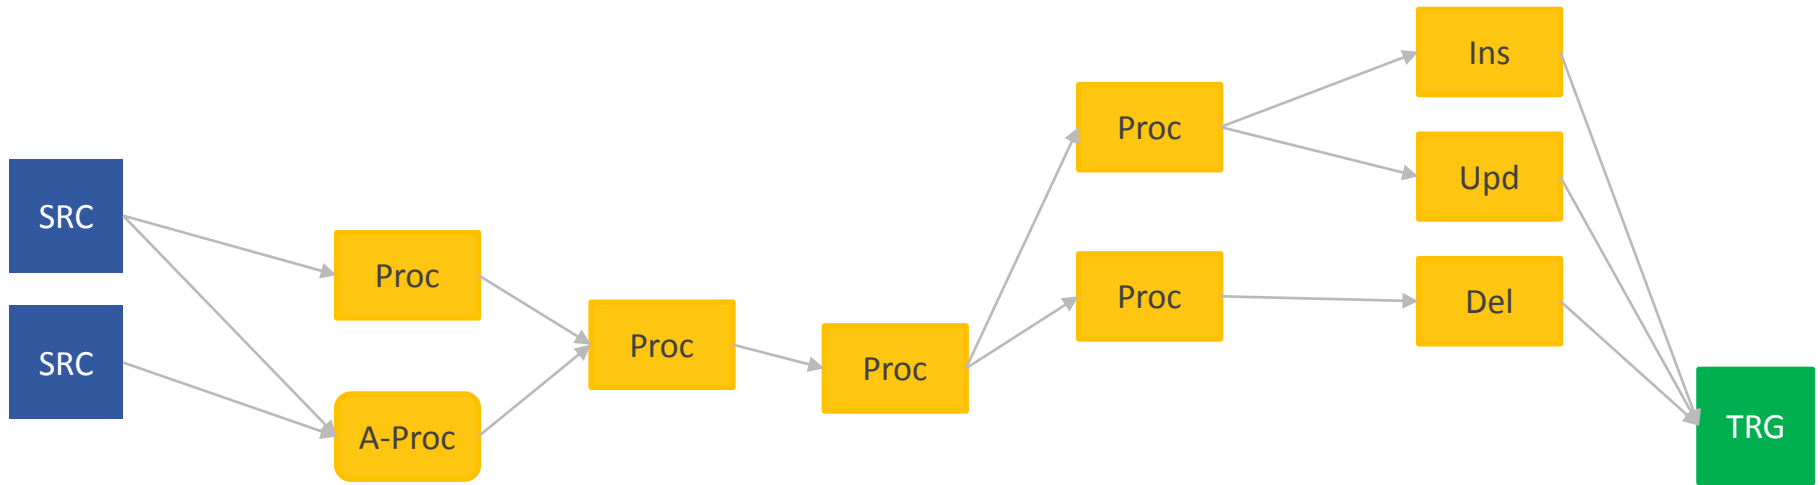 SRC
SRC
Proc
A-Proc
Proc
Proc
Proc
Proc
Ins
Upd
Del
TRG